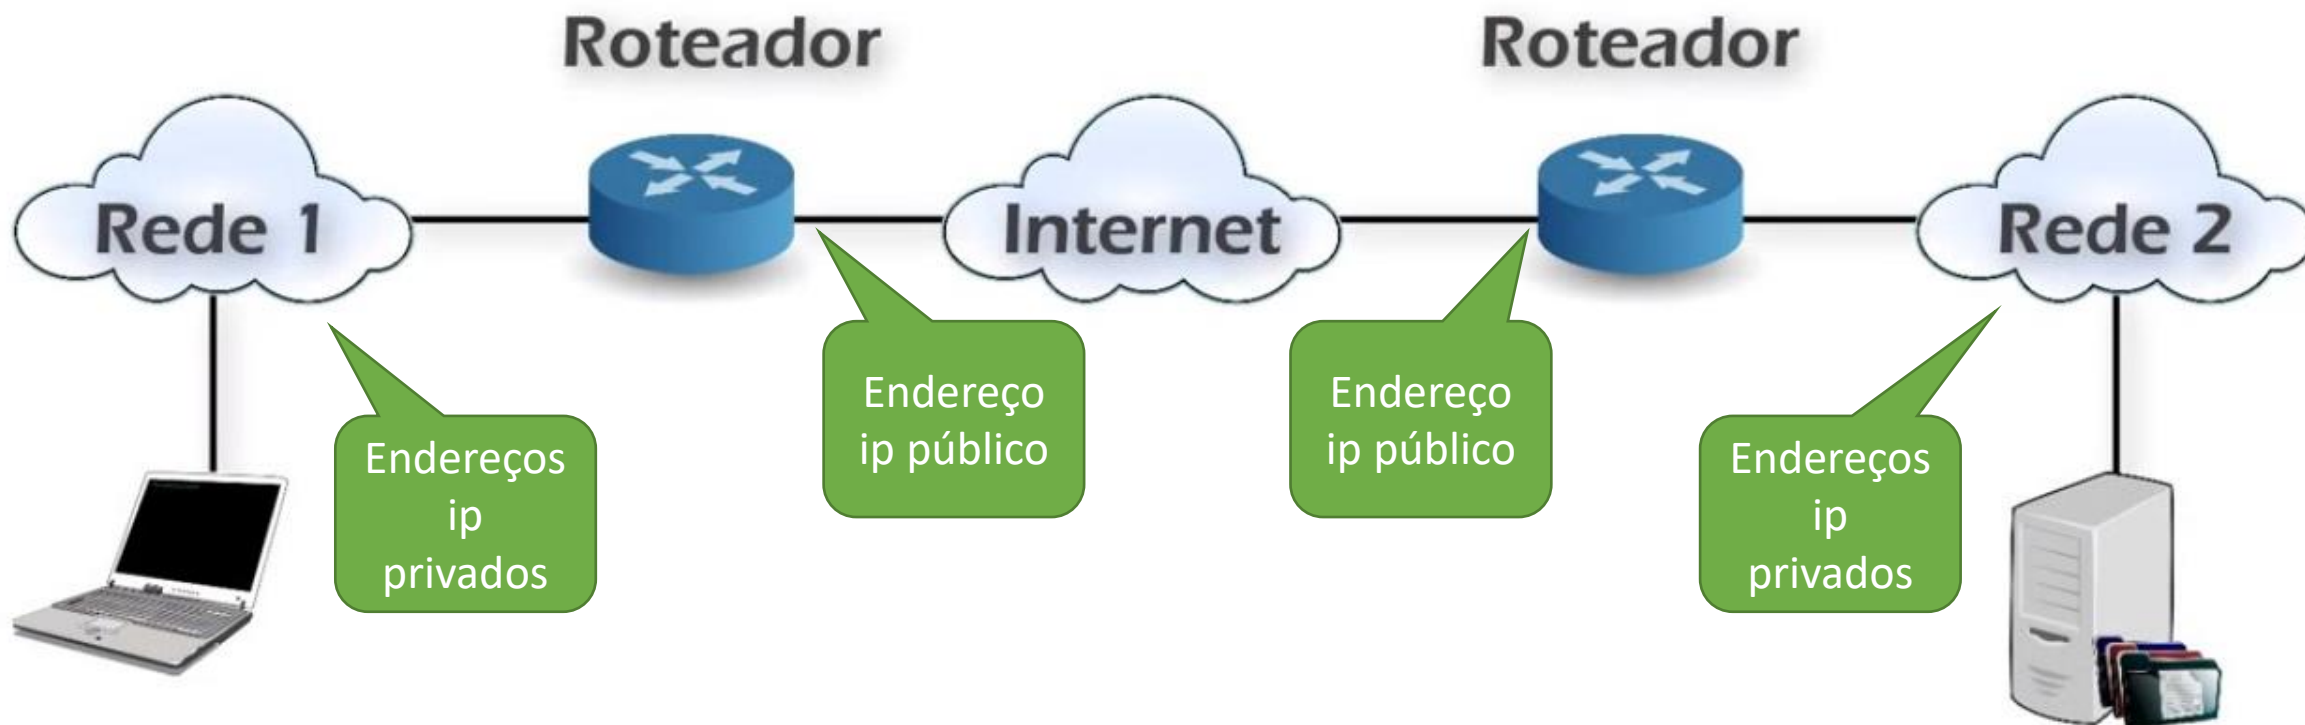 Roteador
Roteador
Rede 1
Internet
Rede 2
Endereços
ip
privados
Endereço
ip público
Endereço
ip público
Endereços
ip
privados